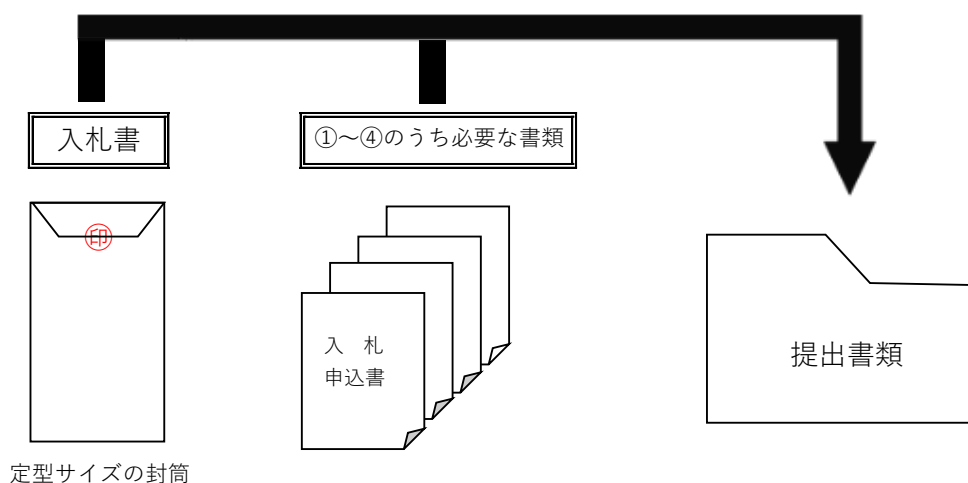 入札書
①～④のうち必要な書類
印
入　札
申込書
提出書類
定型サイズの封筒